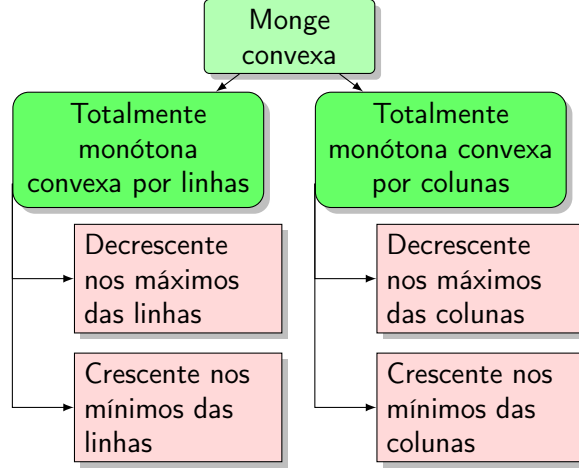 Monge
convexa
Totalmente
monótona
convexa por linhas
Totalmente
monótona convexa
por colunas
Decrescente
nos máximos
das linhas
Decrescente
nos máximos
das colunas
Crescente nos
mínimos das
linhas
Crescente nos
mínimos das
colunas